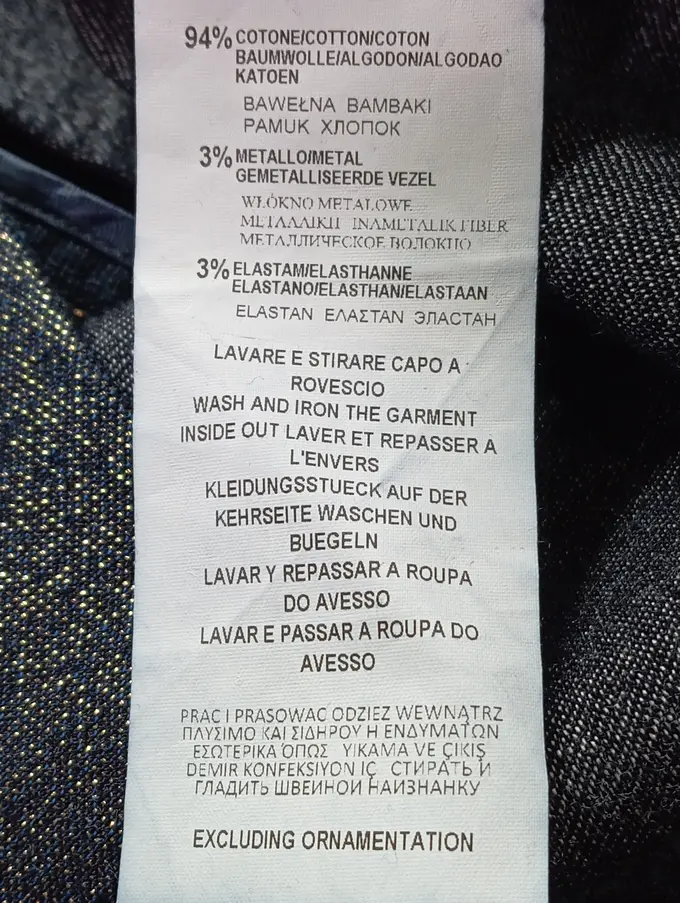 94% COTONE/COTTON/COTON
BAUMWOLLE/ALGODON/ALGODAO
KATOEN
BAWEŁNA BAMBAKI
PAMUK ХЛОПОК
3% METALLO/METAL
GEMETALLISEERDE VEZEL
WŁÓKNO METALOWE
ΜΕΤΑΛΛΙΚΗ INAMETALIK FIBER
МЕТАЛЛИЧЕСКОЕ ВОЛОКПО
3% ELASTAM/ELASTHANNE
ELASTANO/ELASTHAN/ELASTAAN
ELASTAN ΕΛΑΣΤΑΝ ЭЛАСТАН
LAVARE E STIRARE CAPO A
ROVESCIO
WASH AND IRON THE GARMENT
INSIDE OUT LAVER ET REPASSER A
L'ENVERS
KLEIDUNGSSTUECK AUF DER
KEHRSEITE WASCHEN UND
BUEGELN
LAVAR Y REPASSAR A ROUPA
DO AVESSO
LAVAR E PASSAR A ROUPA DO
AVESSO
PRAC I PRASOWAC ODZIEZ WEWNĄTRZ
ΠΛΥΣΙΜΟ ΚΑΙ ΣΙΔΗΡΟΥ Η ΕΝΔΥΜΑΤΩΝ
ΕΣΩΤΕΡΙΚΑ ΌΠΩΣ YIKAMA VE ÇIKIŞ
DEMIR KONFEKSIYON IÇ СТИРАТЬ И
ГЛАДИТЬ ШВЕЙНОЙ НАИЗНАНКУ
EXCLUDING ORNAMENTATION